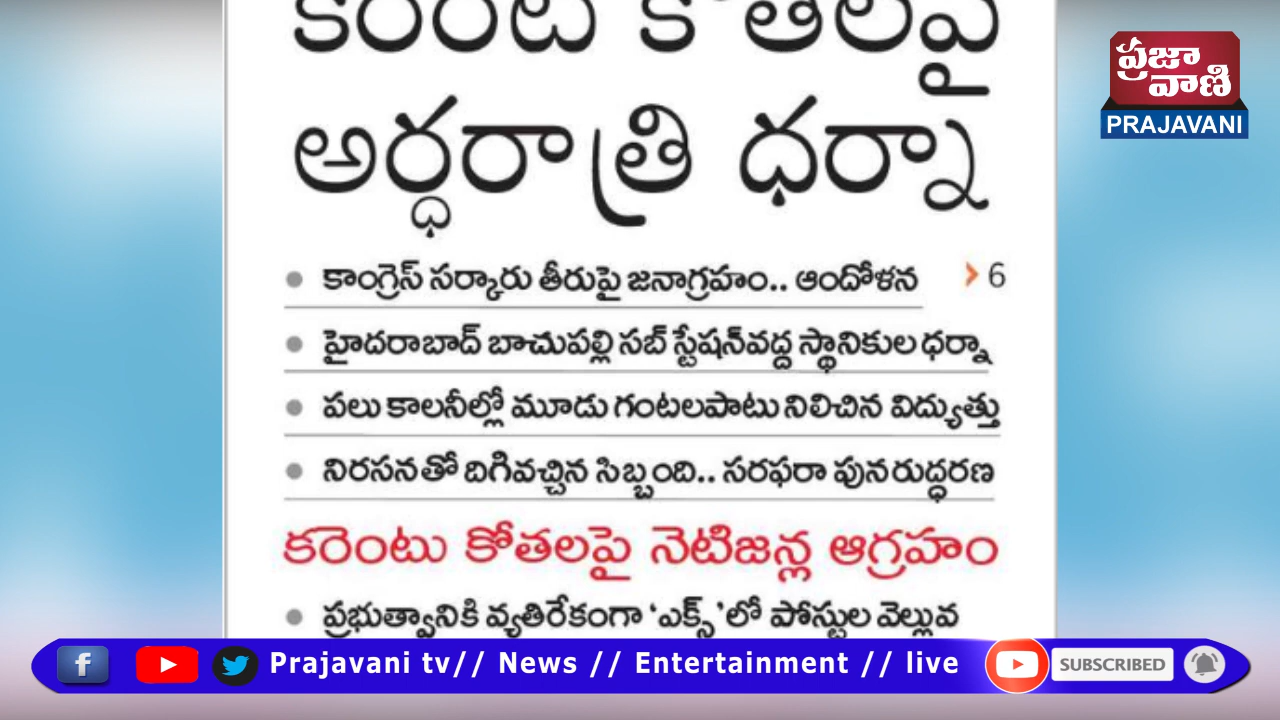 కరెంట్ కోతలపై
అర్ధరాత్రి ధర్నా
కాంగ్రెస్ సర్కారు తీరుపై జనాగ్రహం.. ఆందోళన › 6
హైదరాబాద్ బాచుపల్లి సబ్ స్టేషన్‌వద్ద స్థానికుల ధర్నా
పలు కాలనీల్లో మూడు గంటలపాటు నిలిచిన విద్యుత్తు
నిరసనతో దిగివచ్చిన సిబ్బంది.. సరఫరా పునరుద్ధరణ
కరెంటు కోతలపై నెటిజన్ల ఆగ్రహం
ప్రభుత్వానికి వ్యతిరేకంగా ‘ఎక్స్’లో పోస్టుల వెల్లువ
ప్రజా
వాణి
PRAJAVANI
Prajavani tv// News // Entertainment // live
SUBSCRIBED